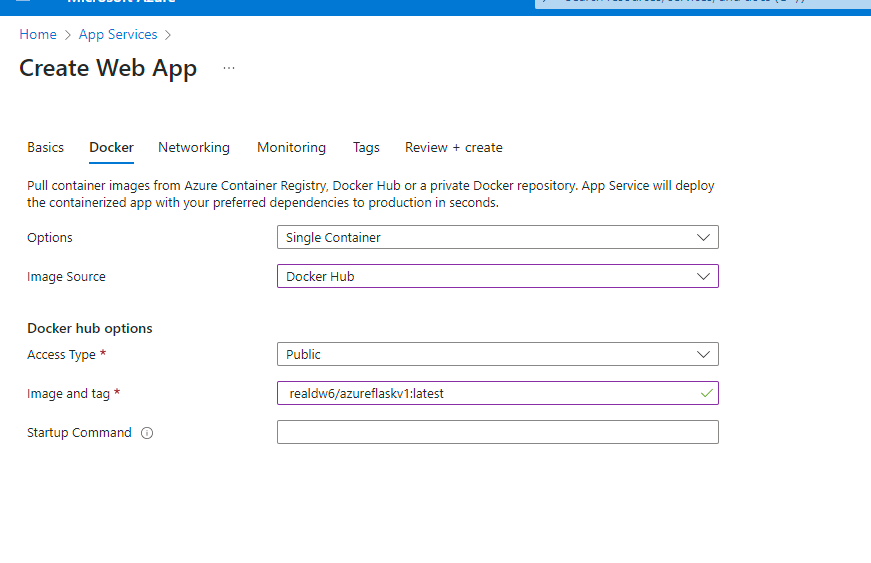 Microsoft Azure
Home > App Services >
Create Web App ...
Basics Docker Networking Monitoring Tags Review + create
Pull container images from Azure Container Registry, Docker Hub or a private Docker repository. App Service will deploy
the containerized app with your preferred dependencies to production in seconds.
Options Single Container
Image Source Docker Hub
Docker hub options
Access Type * Public
Image and tag * realdw6/azureflaskv1:latest
Startup Command